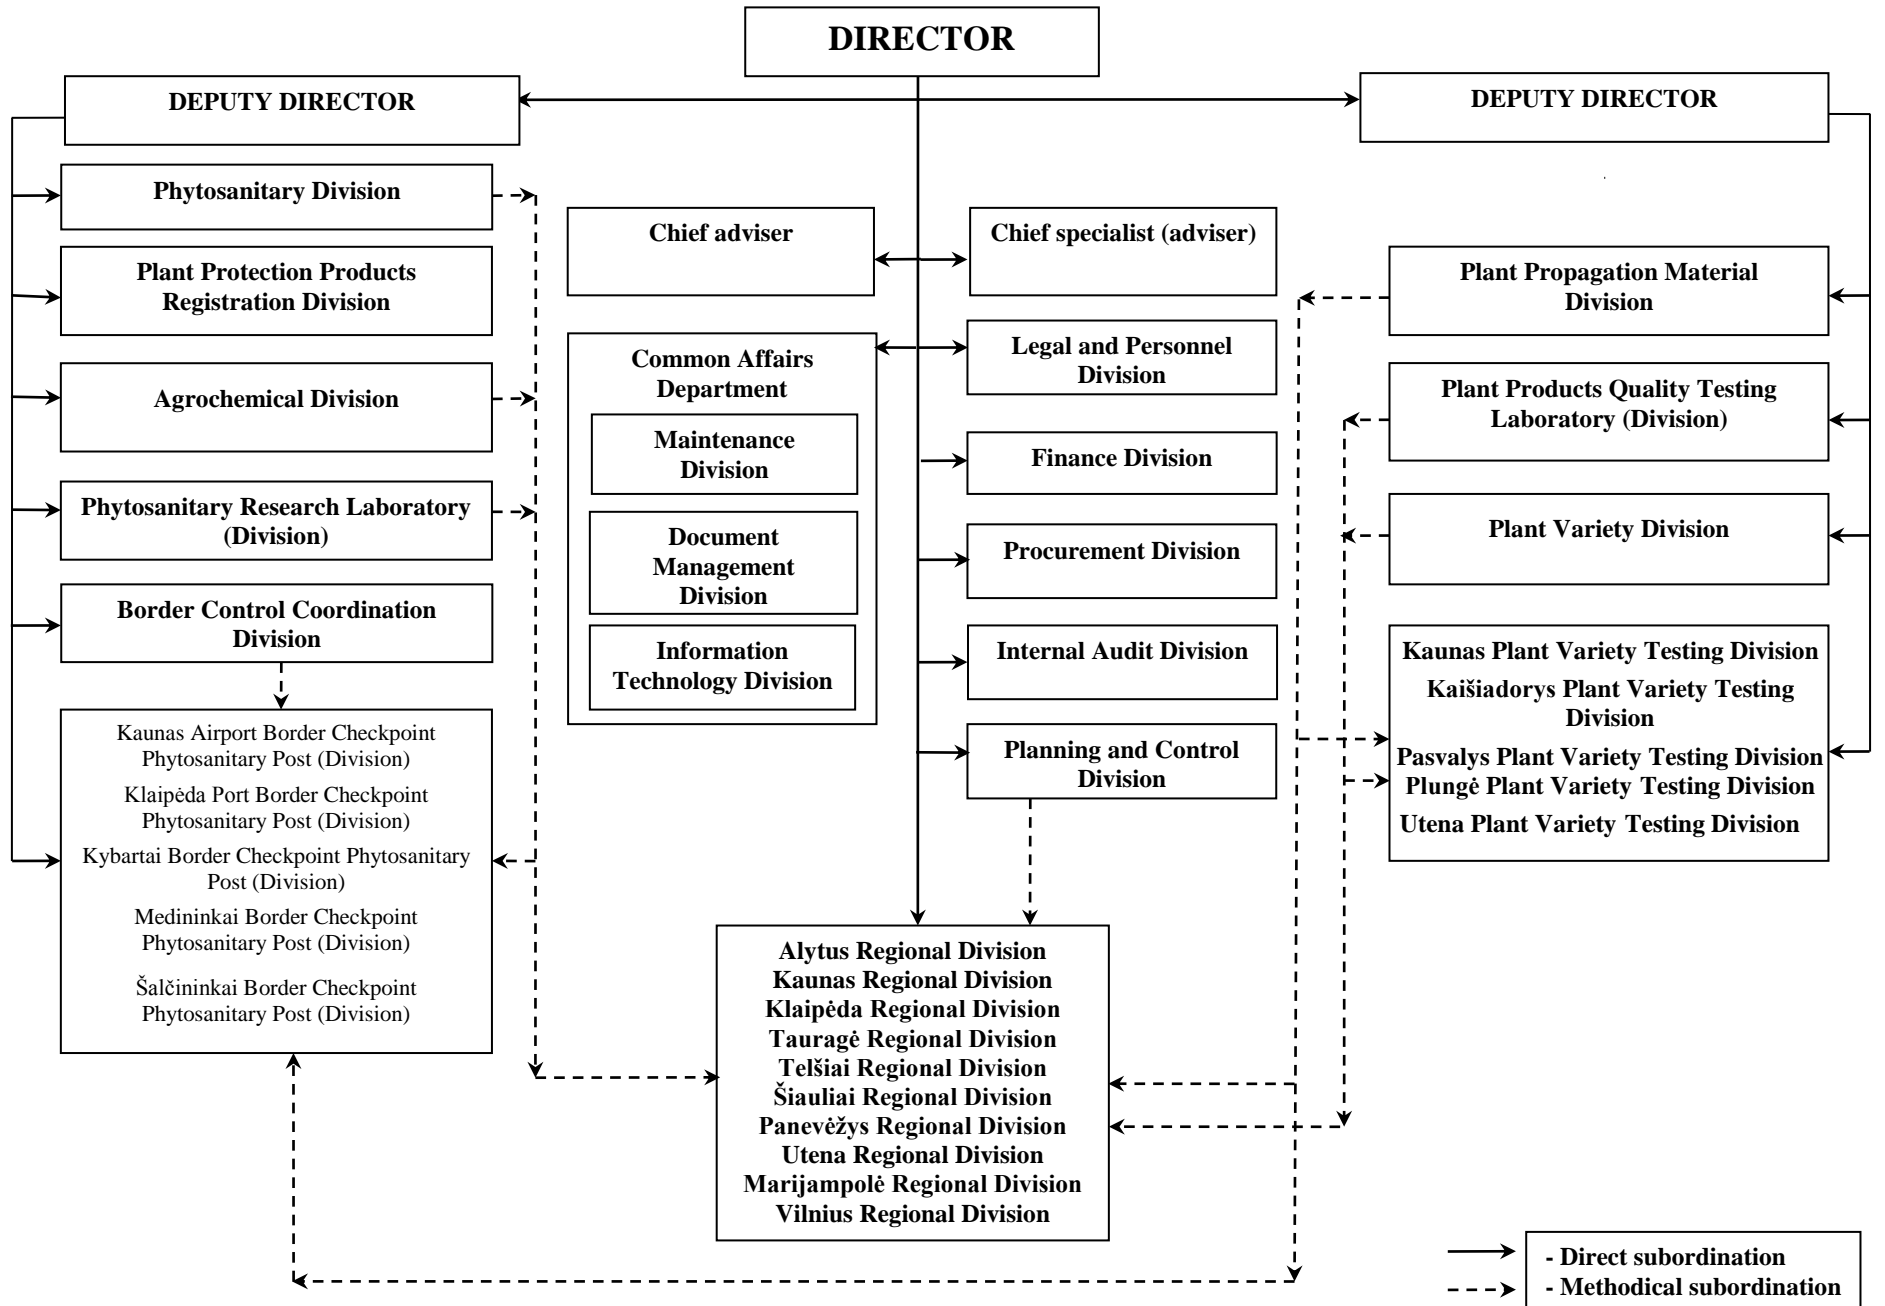 DIRECTOR
DEPUTY DIRECTOR
DEPUTY DIRECTOR
Phytosanitary Division
Plant Protection Products
Registration Division
Agrochemical Division
Phytosanitary Research Laboratory
(Division)
Border Control Coordination
Division
Kaunas Airport Border Checkpoint
Phytosanitary Post (Division)
Klaipėda Port Border Checkpoint
Phytosanitary Post (Division)
Kybartai Border Checkpoint Phytosanitary
Post (Division)
Medininkai Border Checkpoint
Phytosanitary Post (Division)
Šalčininkai Border Checkpoint
Phytosanitary Post (Division)
Chief adviser
Common Affairs
Department
Maintenance
Division
Document
Management
Division
Information
Technology Division
Chief specialist (adviser)
Legal and Personnel
Division
Finance Division
Procurement Division
Internal Audit Division
Planning and Control
Division
Alytus Regional Division
Kaunas Regional Division
Klaipėda Regional Division
Tauragė Regional Division
Telšiai Regional Division
Šiauliai Regional Division
Panevėžys Regional Division
Utena Regional Division
Marijampolė Regional Division
Vilnius Regional Division
Plant Propagation Material
Division
Plant Products Quality Testing
Laboratory (Division)
Plant Variety Division
Kaunas Plant Variety Testing Division
Kaišiadorys Plant Variety Testing
Division
Pasvalys Plant Variety Testing Division
Plungė Plant Variety Testing Division
Utena Plant Variety Testing Division
- Direct subordination
- Methodical subordination